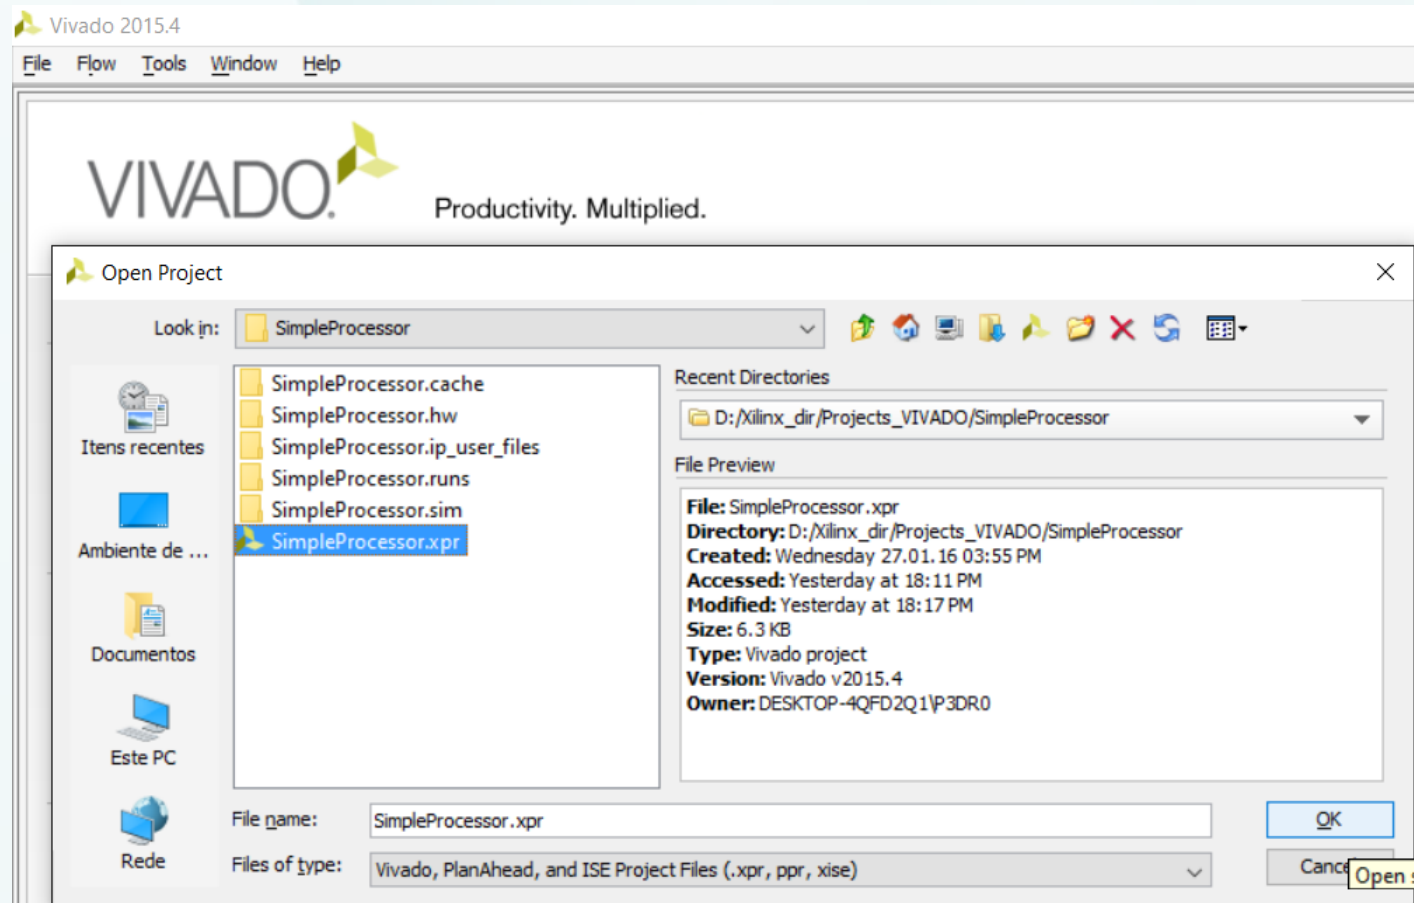 Vivado 2015.4
File Flow Tools Window Help
VIVADO.
Productivity. Multiplied.
Open Project
Look in: SimpleProcessor
Itens recentes
Ambiente de ...
Documentos
Este PC
Rede
SimpleProcessor.cache
SimpleProcessor.hw
SimpleProcessor.ip_user_files
SimpleProcessor.runs
SimpleProcessor.sim
SimpleProcessor.xpr
Recent Directories
D:/Xilinx_dir/Projects_VIVADO/SimpleProcessor
File Preview
File: SimpleProcessor.xpr
Directory: D:/Xilinx_dir/Projects_VIVADO/SimpleProcessor
Created: Wednesday 27.01.16 03:55 PM
Accessed: Yesterday at 18:11 PM
Modified: Yesterday at 18:17 PM
Size: 6.3 KB
Type: Vivado project
Version: Vivado v2015.4
Owner: DESKTOP-4QFD2Q1\P3DR0
File name: SimpleProcessor.xpr
OK
Files of type: Vivado, PlanAhead, and ISE Project Files (.xpr, ppr, xise)
Open